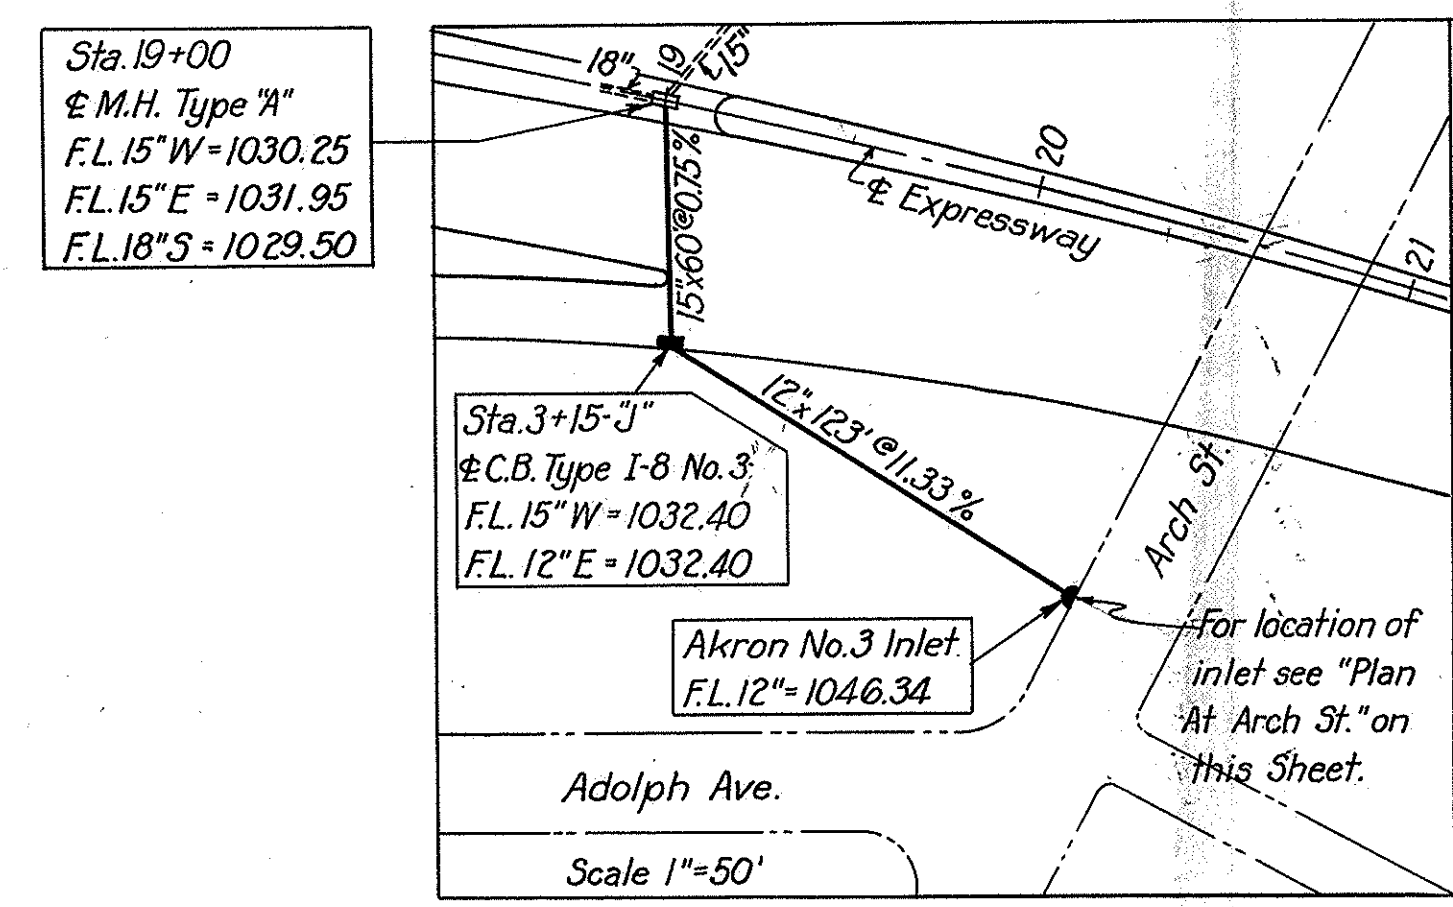 Sta. 19+00
℄ M.H. Type "A"
F.L. 15" W = 1030.25
F.L. 15" E = 1031.95
F.L. 18" S = 1029.50
18"
19
15"
15"x60'@0.75%
20
℄ Expressway
21
Sta. 3+15-"J"
℄ C.B. Type I-8 No. 3
F.L. 15" W = 1032.40
F.L. 12" E = 1032.40
12"x 123' @ 11.33%
Arch St.
Akron No.3 Inlet
F.L. 12" = 1046.34
For location of
inlet see "Plan
At Arch St." on
this Sheet.
Adolph Ave.
Scale 1"=50'